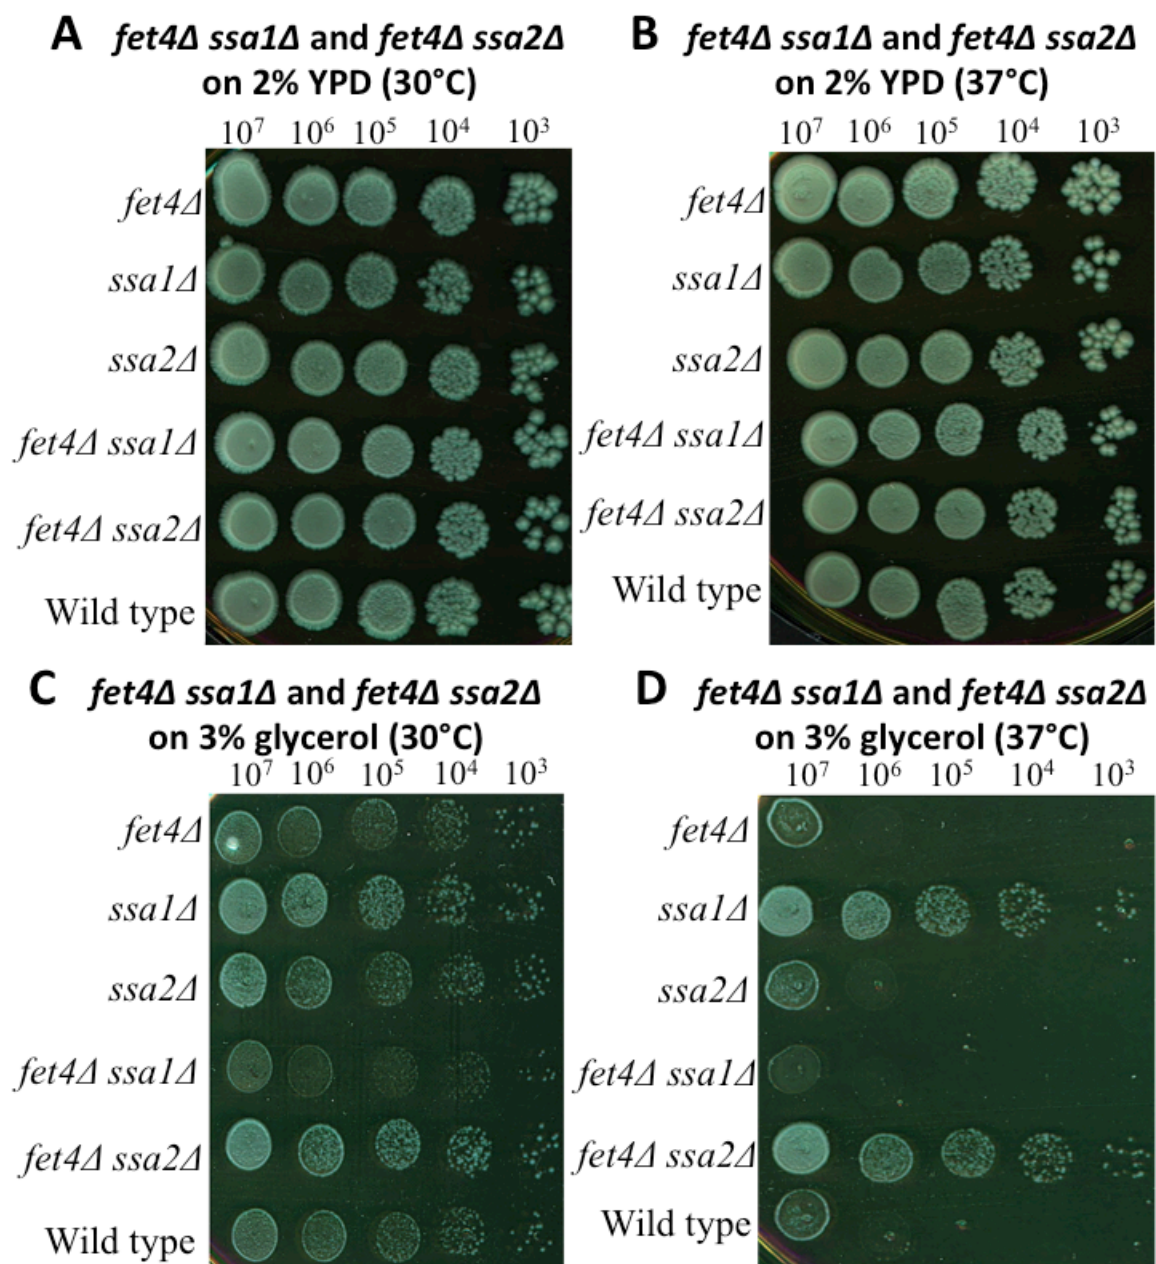 A fet4Δ ssa1Δ and fet4Δ ssa2Δ
on 2% YPD (30°C)
10⁷ 10⁶ 10⁵ 10⁴ 10³
fet4Δ
ssa1Δ
ssa2Δ
fet4Δ ssa1Δ
fet4Δ ssa2Δ
Wild type
B fet4Δ ssa1Δ and fet4Δ ssa2Δ
on 2% YPD (37°C)
10⁷ 10⁶ 10⁵ 10⁴ 10³
fet4Δ
ssa1Δ
ssa2Δ
fet4Δ ssa1Δ
fet4Δ ssa2Δ
Wild type
C fet4Δ ssa1Δ and fet4Δ ssa2Δ
on 3% glycerol (30°C)
10⁷ 10⁶ 10⁵ 10⁴ 10³
fet4Δ
ssa1Δ
ssa2Δ
fet4Δ ssa1Δ
fet4Δ ssa2Δ
Wild type
D fet4Δ ssa1Δ and fet4Δ ssa2Δ
on 3% glycerol (37°C)
10⁷ 10⁶ 10⁵ 10⁴ 10³
fet4Δ
ssa1Δ
ssa2Δ
fet4Δ ssa1Δ
fet4Δ ssa2Δ
Wild type